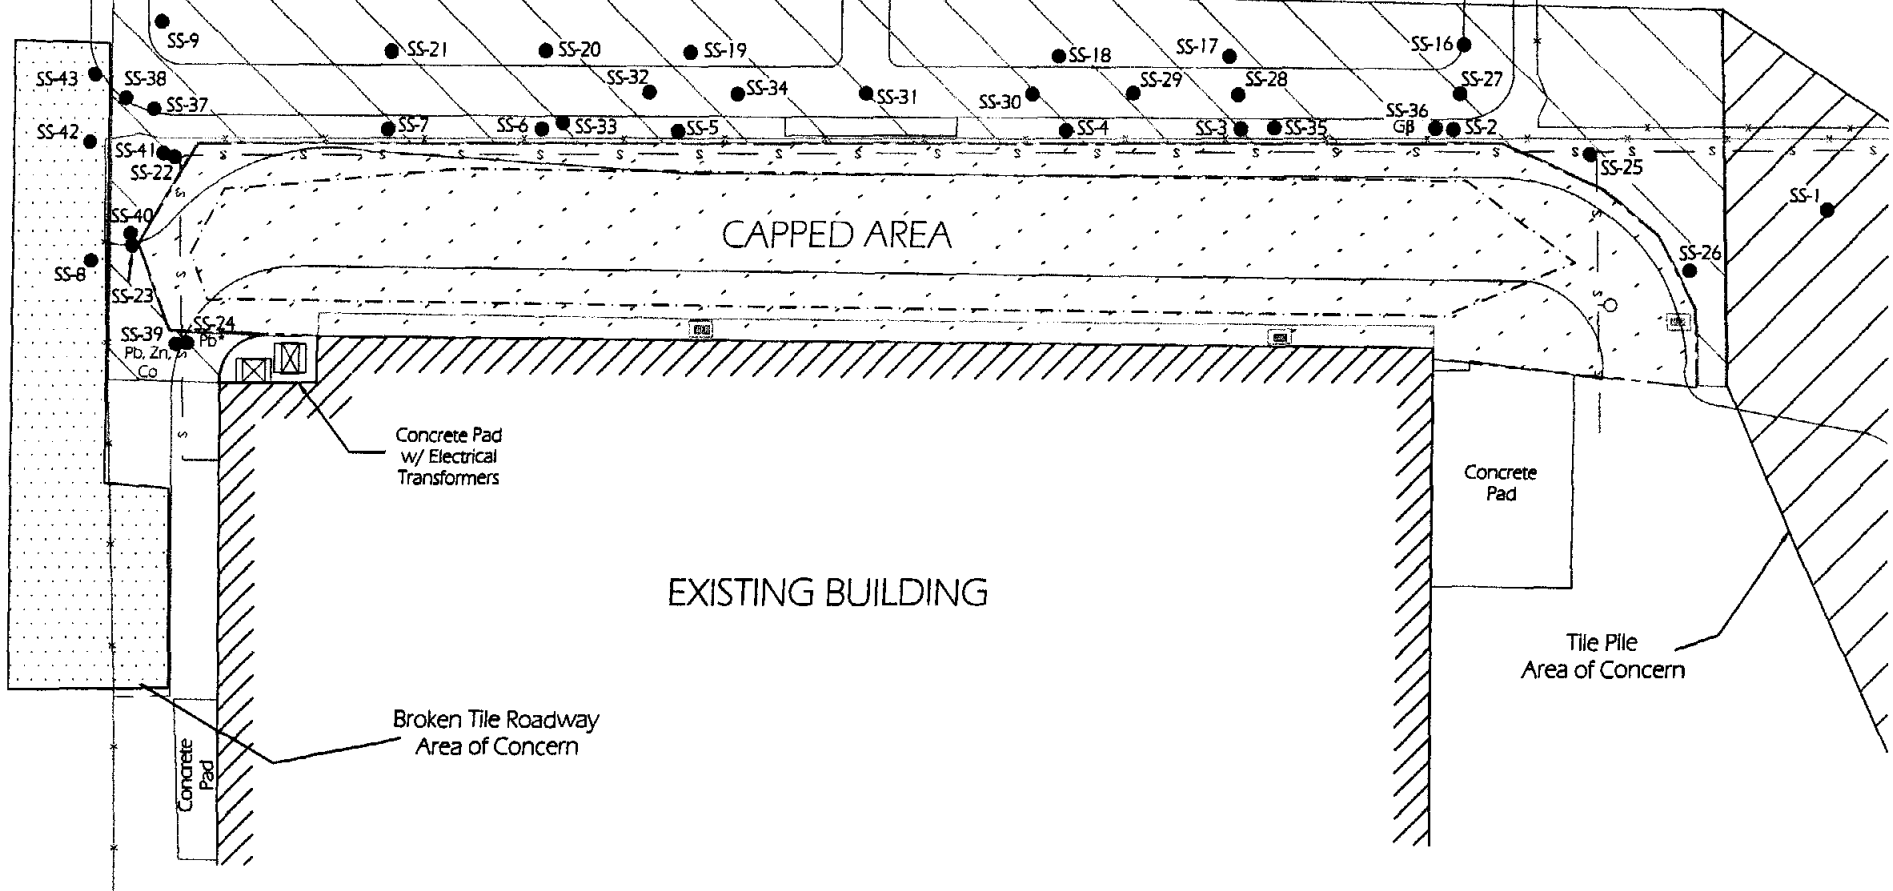 SS-9
SS-21
SS-20
SS-19
SS-18
SS-17
SS-16
SS-43
SS-38
SS-37
SS-32
SS-34
SS-31
SS-30
SS-29
SS-28
SS-27
SS-42
SS-7
SS-6
SS-33
SS-5
SS-4
SS-3
SS-35
SS-36
Gβ
SS-2
SS-41
SS-22
SS-25
SS-1
SS-40
CAPPED AREA
SS-8
SS-26
SS-23
SS-24
Pb*
SS-39
Pb, Zn,
Co
Concrete Pad
w/ Electrical
Transformers
Concrete
Pad
EXISTING BUILDING
Tile Pile
Area of Concern
Broken Tile Roadway
Area of Concern
Concrete
Pad